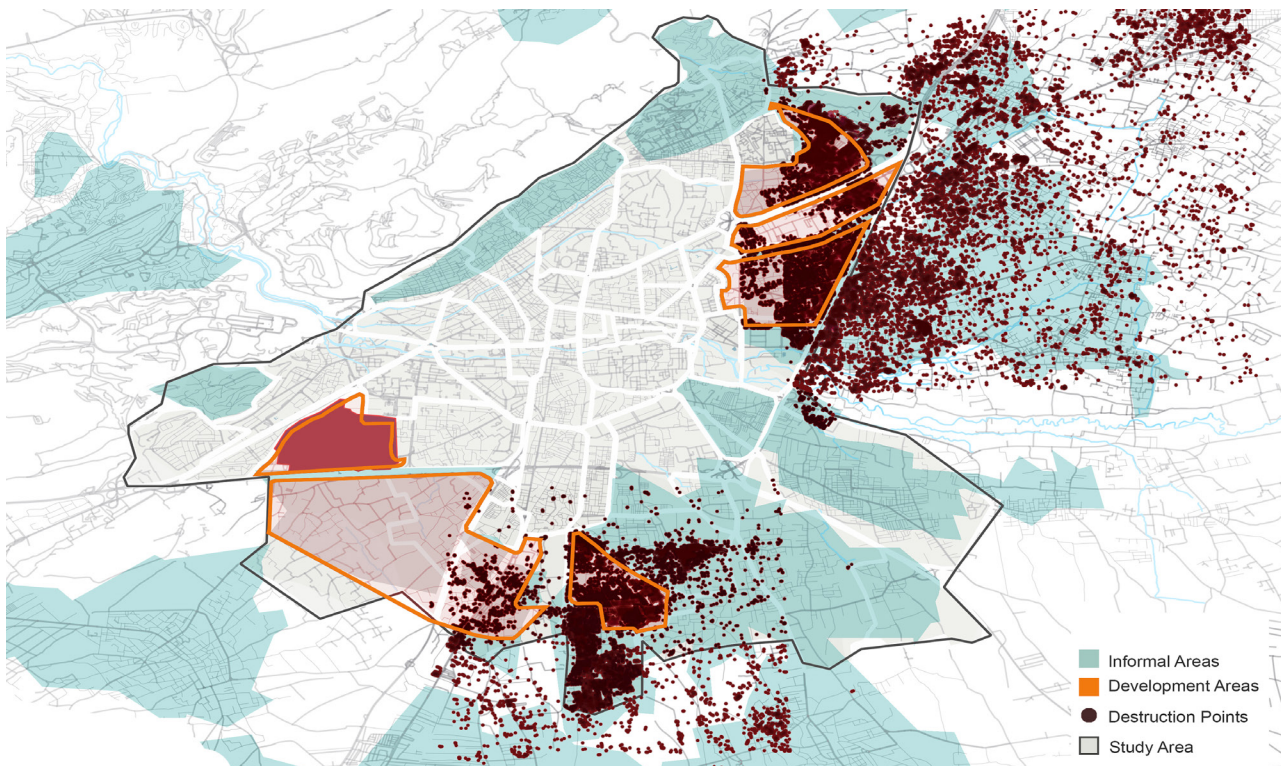 Informal Areas
Development Areas
Destruction Points
Study Area